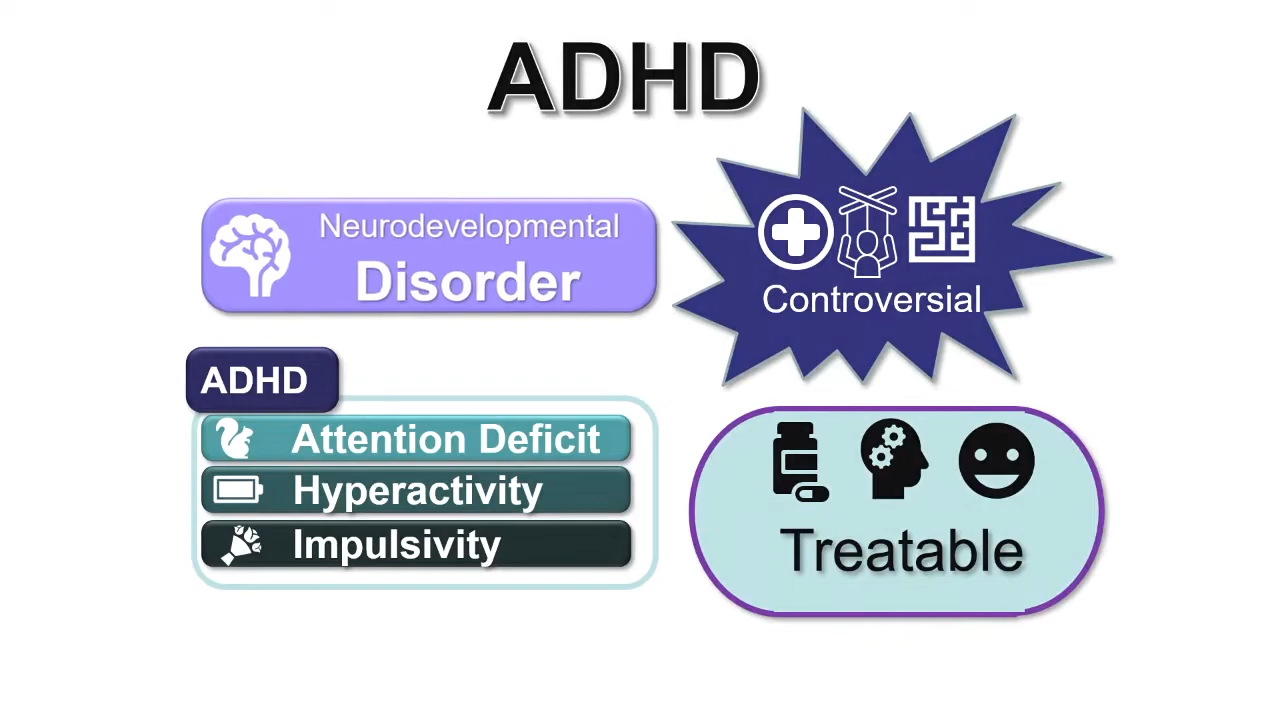 ADHD
Neurodevelopmental
Disorder
Controversial
ADHD
Attention Deficit
Hyperactivity
Impulsivity
Treatable